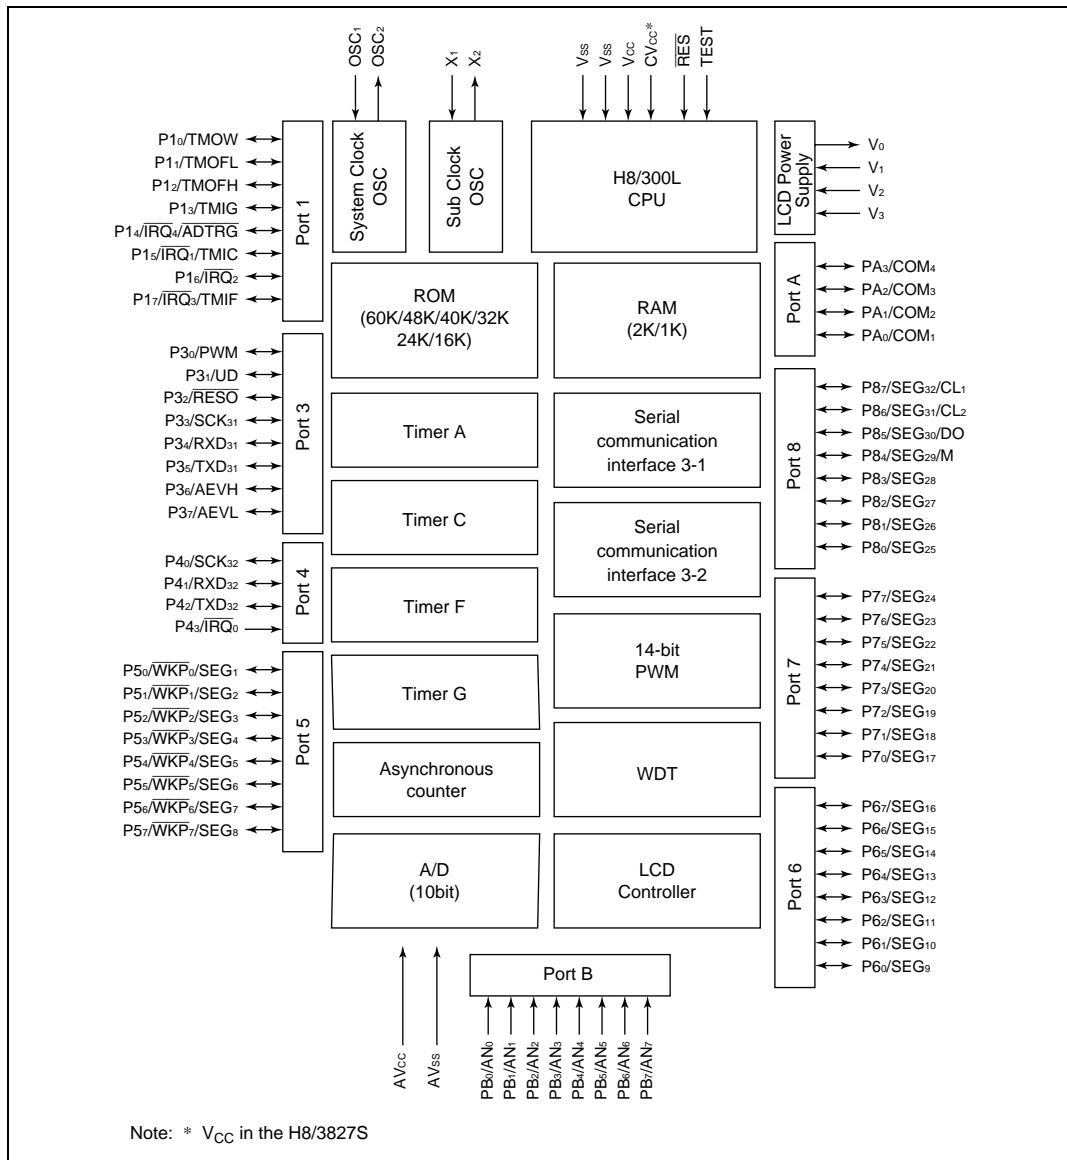 OSC1
OSC2
X1
X2
VSS
VSS
VCC
CVCC*
RES
TEST
P10/TMOW
P11/TMOFL
P12/TMOFH
P13/TMIG
P14/IRQ4/ADTRG
P15/IRQ1/TMIC
P16/IRQ2
P17/IRQ3/TMIF
Port 1
P30/PWM
P31/UD
P32/RESO
P33/SCK31
P34/RXD31
P35/TXD31
P36/AEVH
P37/AEVL
Port 3
P40/SCK32
P41/RXD32
P42/TXD32
P43/IRQ0
Port 4
P50/WKP0/SEG1
P51/WKP1/SEG2
P52/WKP2/SEG3
P53/WKP3/SEG4
P54/WKP4/SEG5
P55/WKP5/SEG6
P56/WKP6/SEG7
P57/WKP7/SEG8
Port 5
System Clock
OSC
Sub Clock
OSC
H8/300L
CPU
ROM
(60K/48K/40K/32K
24K/16K)
RAM
(2K/1K)
Timer A
Serial
communication
interface 3-1
Timer C
Serial
communication
interface 3-2
Timer F
14-bit
PWM
Timer G
Asynchronous
counter
WDT
A/D
(10bit)
LCD
Controller
LCD Power
Supply
V0
V1
V2
V3
Port A
PA3/COM4
PA2/COM3
PA1/COM2
PA0/COM1
Port 8
P87/SEG32/CL1
P86/SEG31/CL2
P85/SEG30/DO
P84/SEG29/M
P83/SEG28
P82/SEG27
P81/SEG26
P80/SEG25
Port 7
P77/SEG24
P76/SEG23
P75/SEG22
P74/SEG21
P73/SEG20
P72/SEG19
P71/SEG18
P70/SEG17
Port 6
P67/SEG16
P66/SEG15
P65/SEG14
P64/SEG13
P63/SEG12
P62/SEG11
P61/SEG10
P60/SEG9
Port B
AVCC
AVSS
PB0/AN0
PB1/AN1
PB2/AN2
PB3/AN3
PB4/AN4
PB5/AN5
PB6/AN6
PB7/AN7
Note: * VCC in the H8/3827S